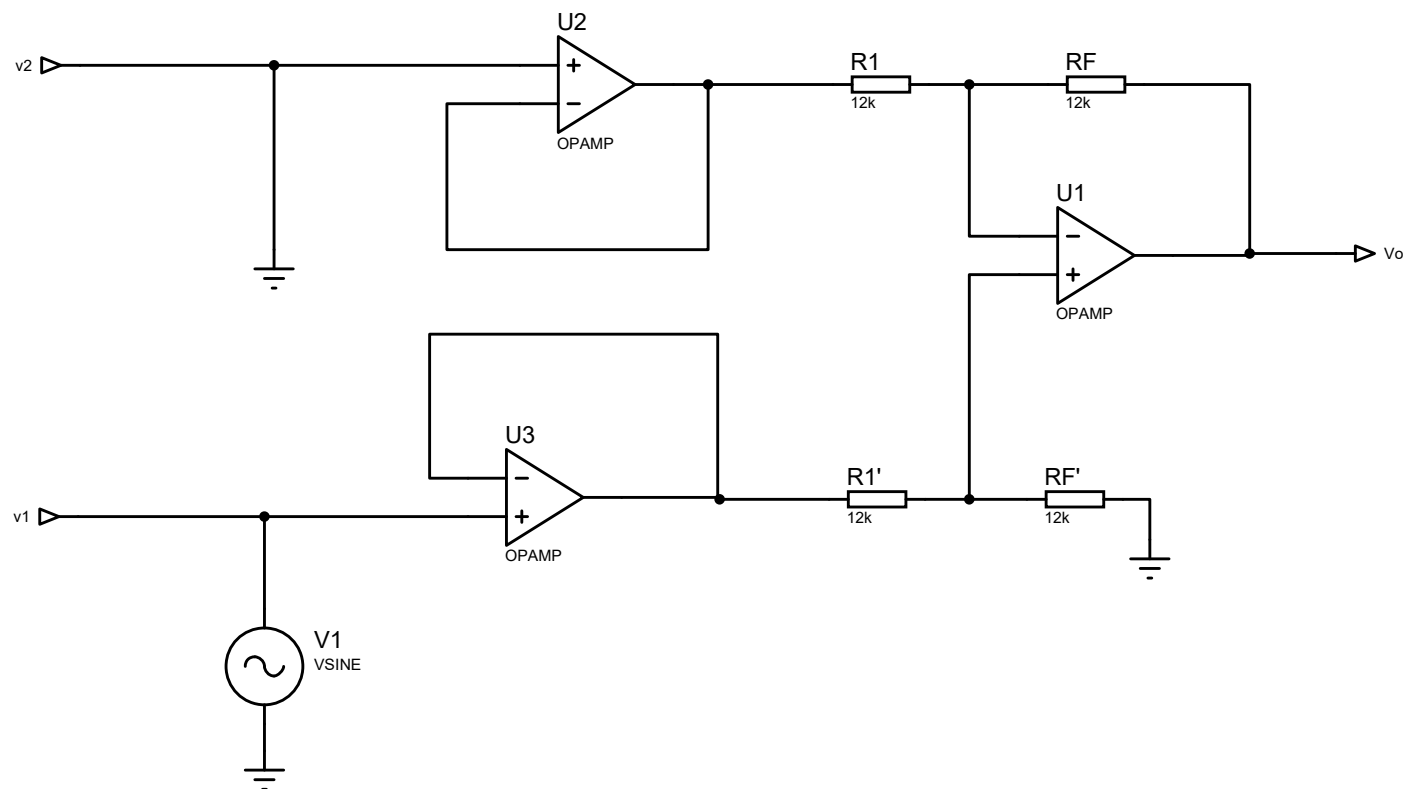 U2
v2
+
−
OPAMP
R1
12k
RF
12k
U1
−
+
OPAMP
Vo
U3
−
+
OPAMP
v1
R1'
12k
RF'
12k
V1
VSINE